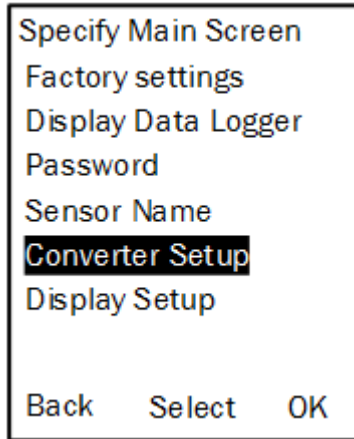 Specify Main Screen
Factory settings
Display Data Logger
Password
Sensor Name
Converter Setup
Display Setup
Back Select OK